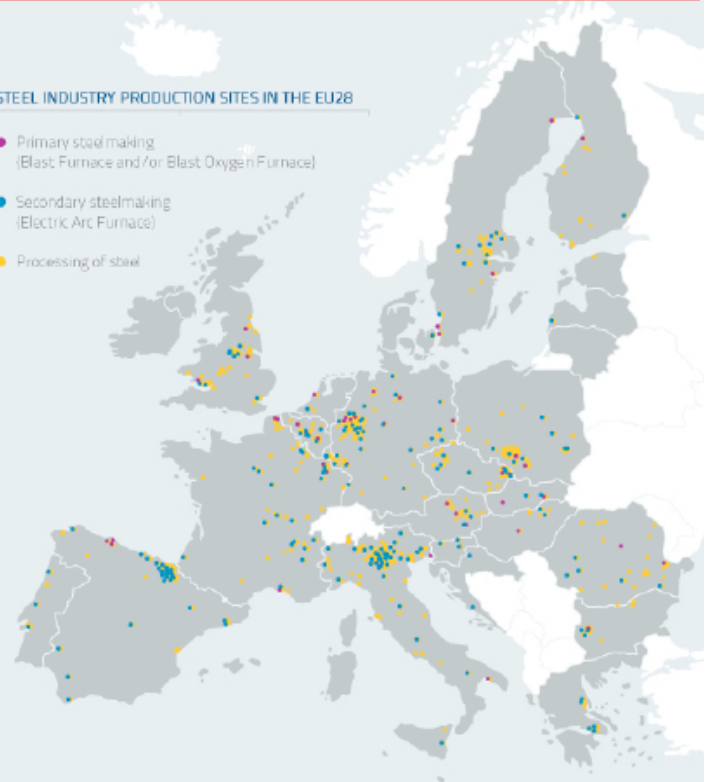 STEEL INDUSTRY PRODUCTION SITES IN THE EU28
Primary steelmaking
(Blast Furnace and/or Blast Oxygen Furnace)
Secondary steelmaking
(Electric Arc Furnace)
Processing of steel